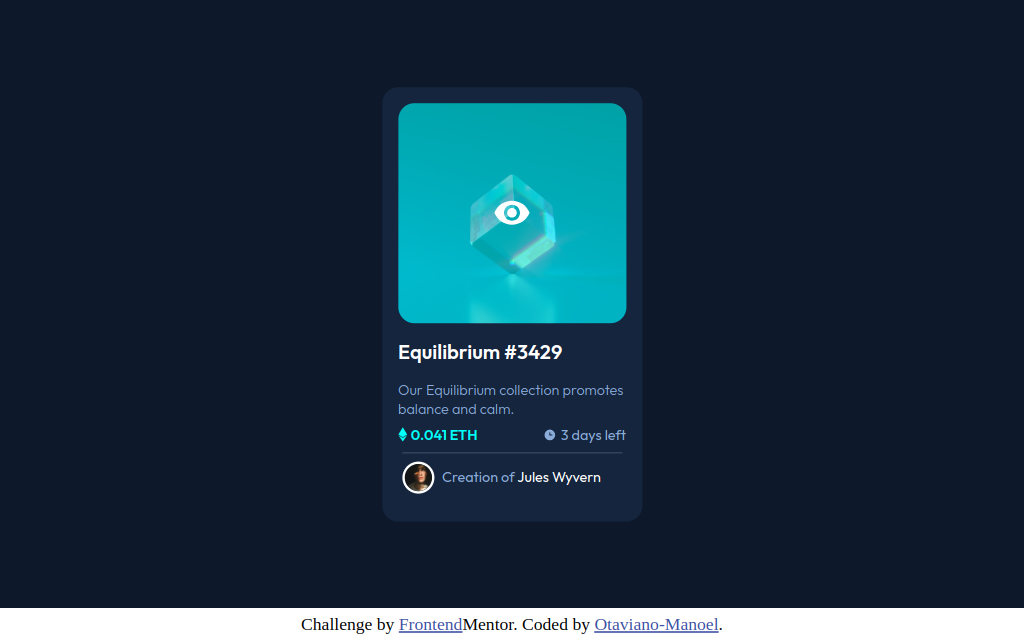 Equilibrium #3429
Our Equilibrium collection promotes
balance and calm.
0.041 ETH 3 days left
Creation of Jules Wyvern
Challenge by FrontendMentor. Coded by Otaviano-Manoel.